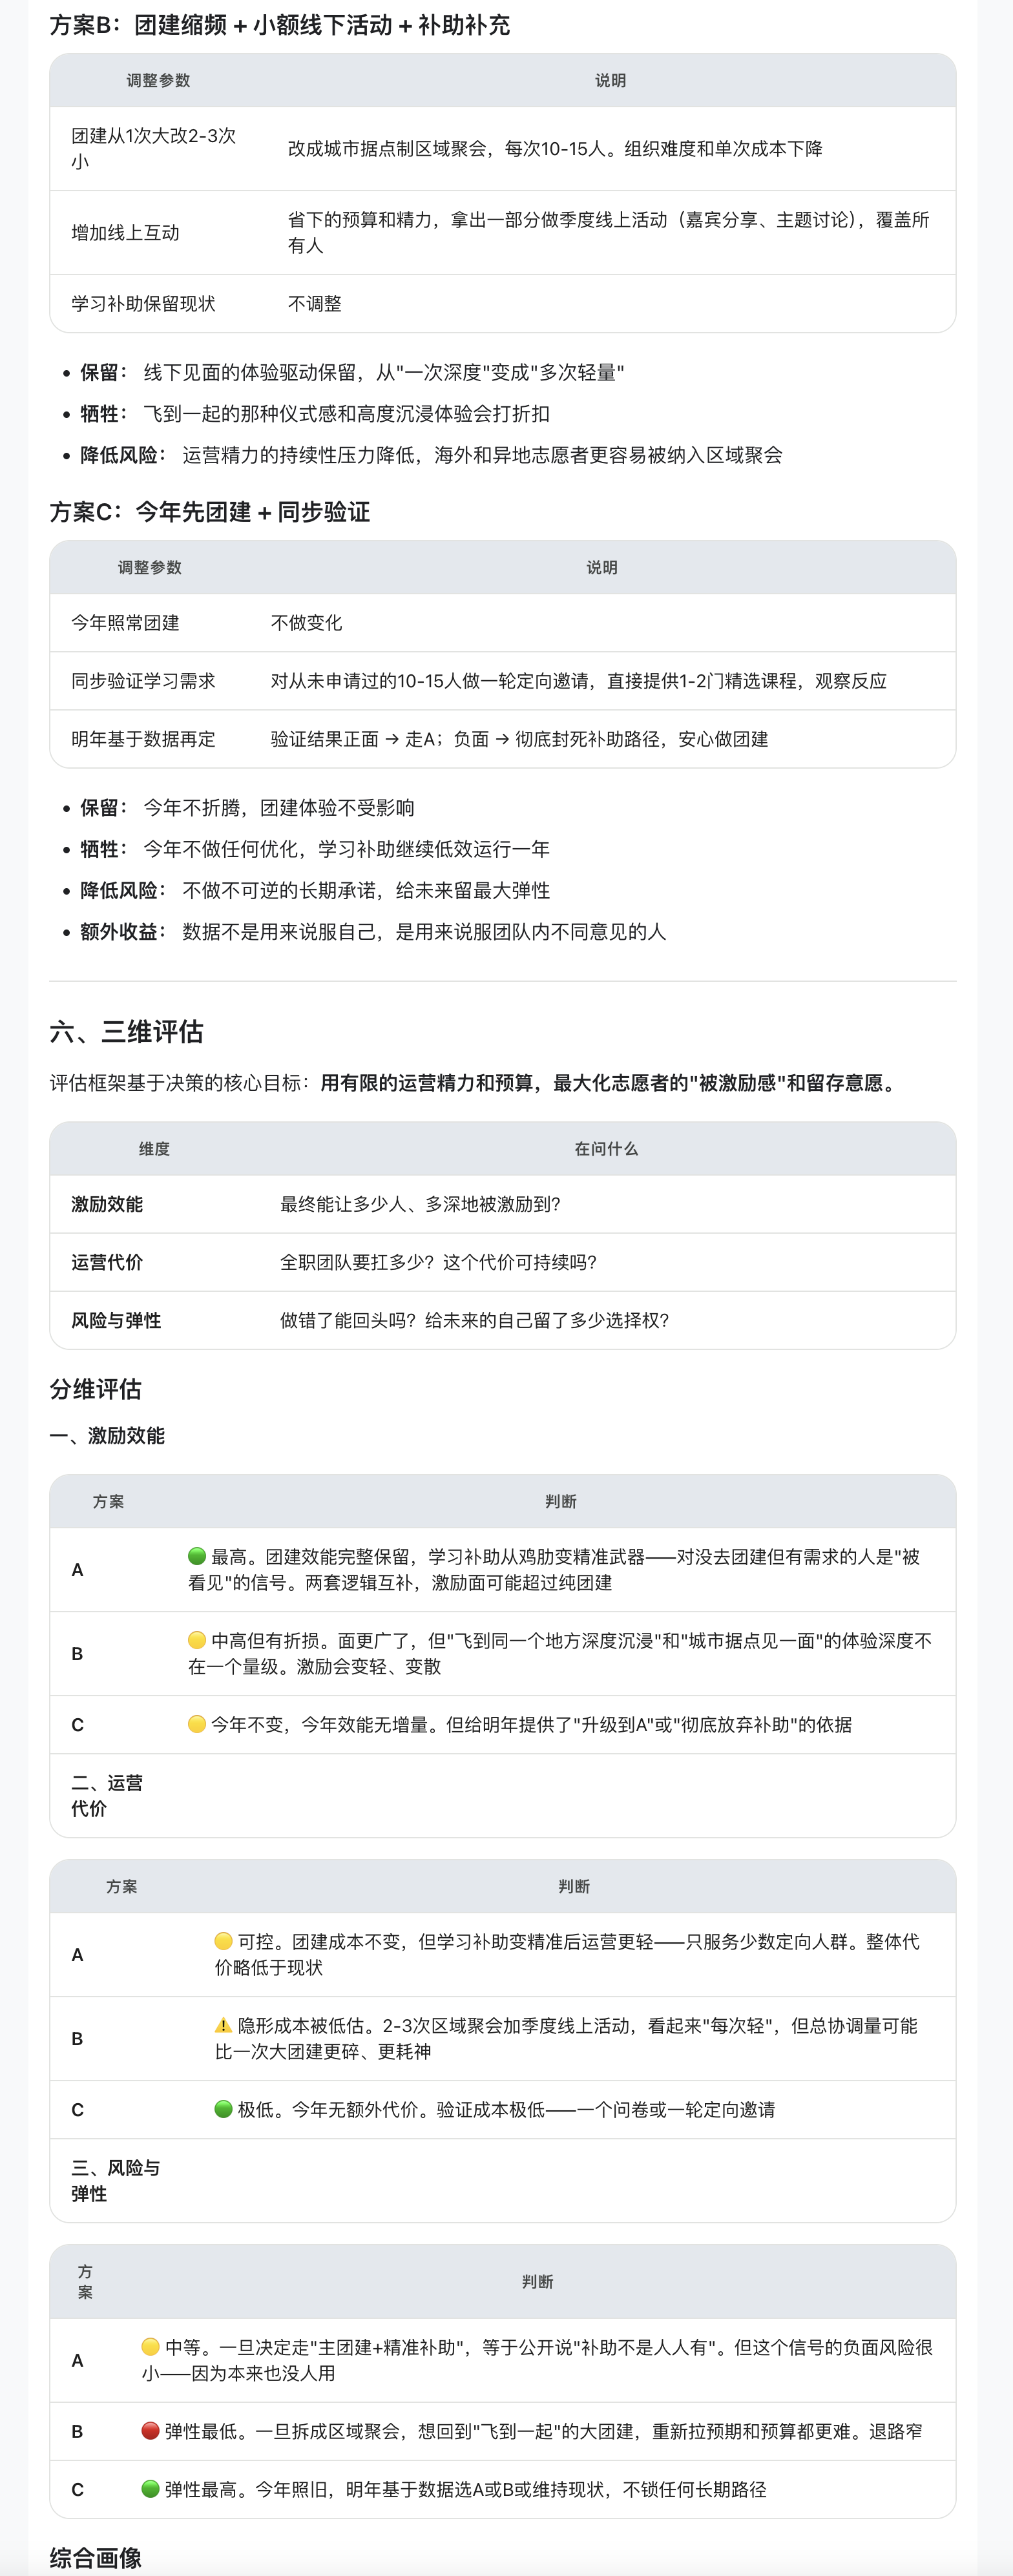 方案B：团建缩频 + 小额线下活动 + 补助补充
调整参数 说明
团建从1次大改2-3次
小
改成城市据点制区域聚会，每次10-15人。组织难度和单次成本下降
增加线上互动
省下的预算和精力，拿出一部分做季度线上活动（嘉宾分享、主题讨论），覆盖所
有人
学习补助保留现状 不调整
• 保留： 线下见面的体验驱动保留，从"一次深度"变成"多次轻量"
• 牺牲： 飞到一起的那种仪式感和高度沉浸体验会打折扣
• 降低风险： 运营精力的持续性压力降低，海外和异地志愿者更容易被纳入区域聚会
方案C：今年先团建 + 同步验证
调整参数 说明
今年照常团建 不做变化
同步验证学习需求 对从未申请过的10-15人做一轮定向邀请，直接提供1-2门精选课程，观察反应
明年基于数据再定 验证结果正面 → 走A；负面 → 彻底封死补助路径，安心做团建
• 保留： 今年不折腾，团建体验不受影响
• 牺牲： 今年不做任何优化，学习补助继续低效运行一年
• 降低风险： 不做不可逆的长期承诺，给未来留最大弹性
• 额外收益： 数据不是用来说服自己，是用来说服团队内不同意见的人
六、三维评估
评估框架基于决策的核心目标：用有限的运营精力和预算，最大化志愿者的"被激励感"和留存意愿。
维度 在问什么
激励效能 最终能让多少人、多深地被激励到？
运营代价 全职团队要扛多少？这个代价可持续吗？
风险与弹性 做错了能回头吗？给未来的自己留了多少选择权？
分维评估
一、激励效能
方案 判断
A
🟢 最高。团建效能完整保留，学习补助从鸡肋变精准武器——对没去团建但有需求的人是"被
看见"的信号。两套逻辑互补，激励面可能超过纯团建
B
🟡 中高但有折损。面更广了，但"飞到同一个地方深度沉浸"和"城市据点见一面"的体验深度不
在一个量级。激励会变轻、变散
C 🟡 今年不变，今年效能无增量。但给明年提供了"升级到A"或"彻底放弃补助"的依据
二、运营
代价
方案 判断
A
🟡 可控。团建成本不变，但学习补助变精准后运营更轻——只服务少数定向人群。整体代
价略低于现状
B
⚠️ 隐形成本被低估。2-3次区域聚会加季度线上活动，看起来"每次轻"，但总协调量可能
比一次大团建更碎、更耗神
C 🟢 极低。今年无额外代价。验证成本极低——一个问卷或一轮定向邀请
三、风险与
弹性
方
案
判断
A
🟡 中等。一旦决定走"主团建+精准补助"，等于公开说"补助不是人人有"。但这个信号的负面风险很
小——因为本来也没人用
B 🔴 弹性最低。一旦拆成区域聚会，想回到"飞到一起"的大团建，重新拉预期和预算都更难。退路窄
C 🟢 弹性最高。今年照旧，明年基于数据选A或B或维持现状，不锁任何长期路径
综合画像